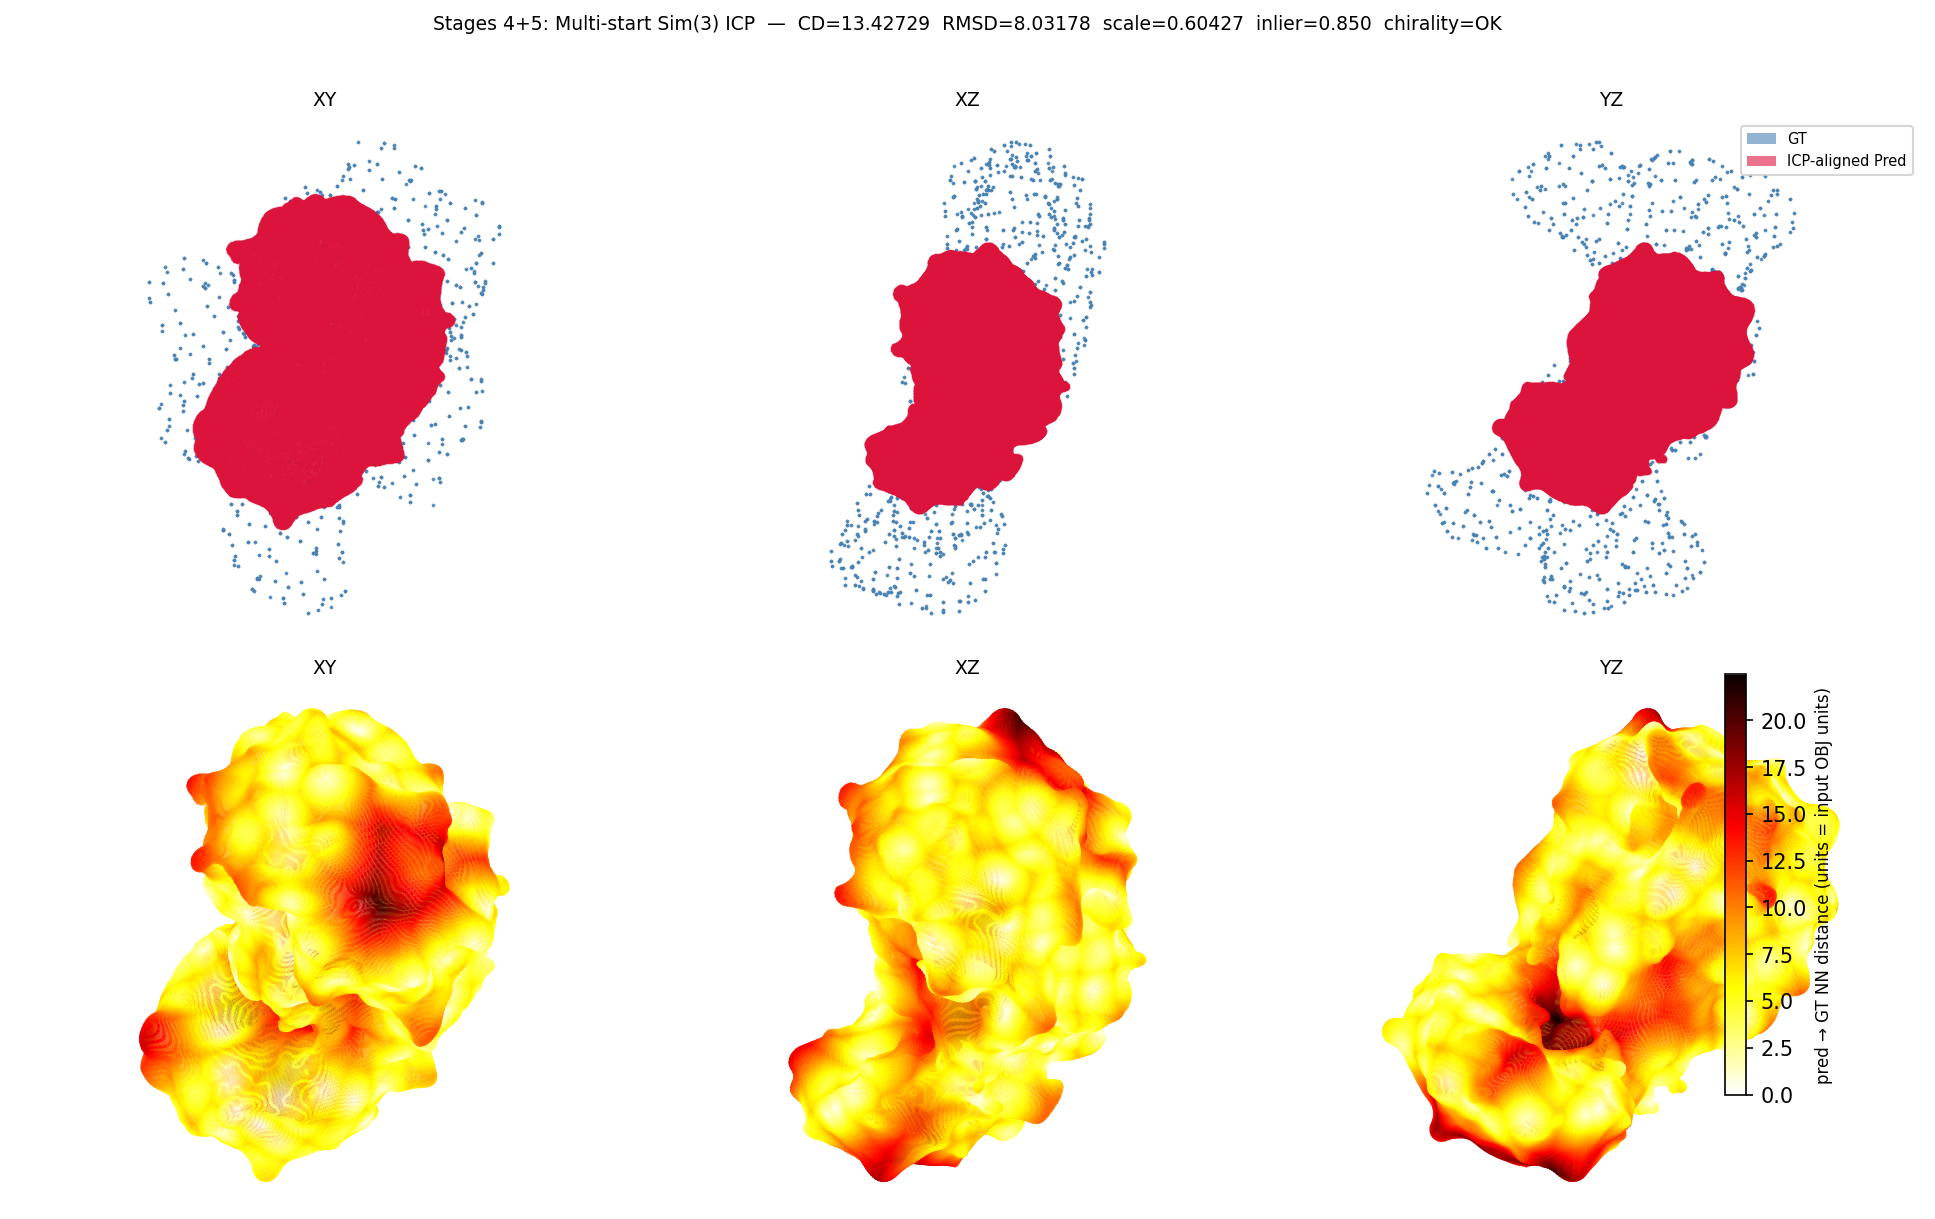 Stages 4+5: Multi-start Sim(3) ICP — CD=13.42729 RMSD=8.03178 scale=0.60427 inlier=0.850 chirality=OK
XY
XZ
YZ
GT
ICP-aligned Pred
XY
XZ
YZ
20.0
17.5
15.0
12.5
10.0
7.5
5.0
2.5
0.0
pred → GT NN distance (units = input OBJ units)